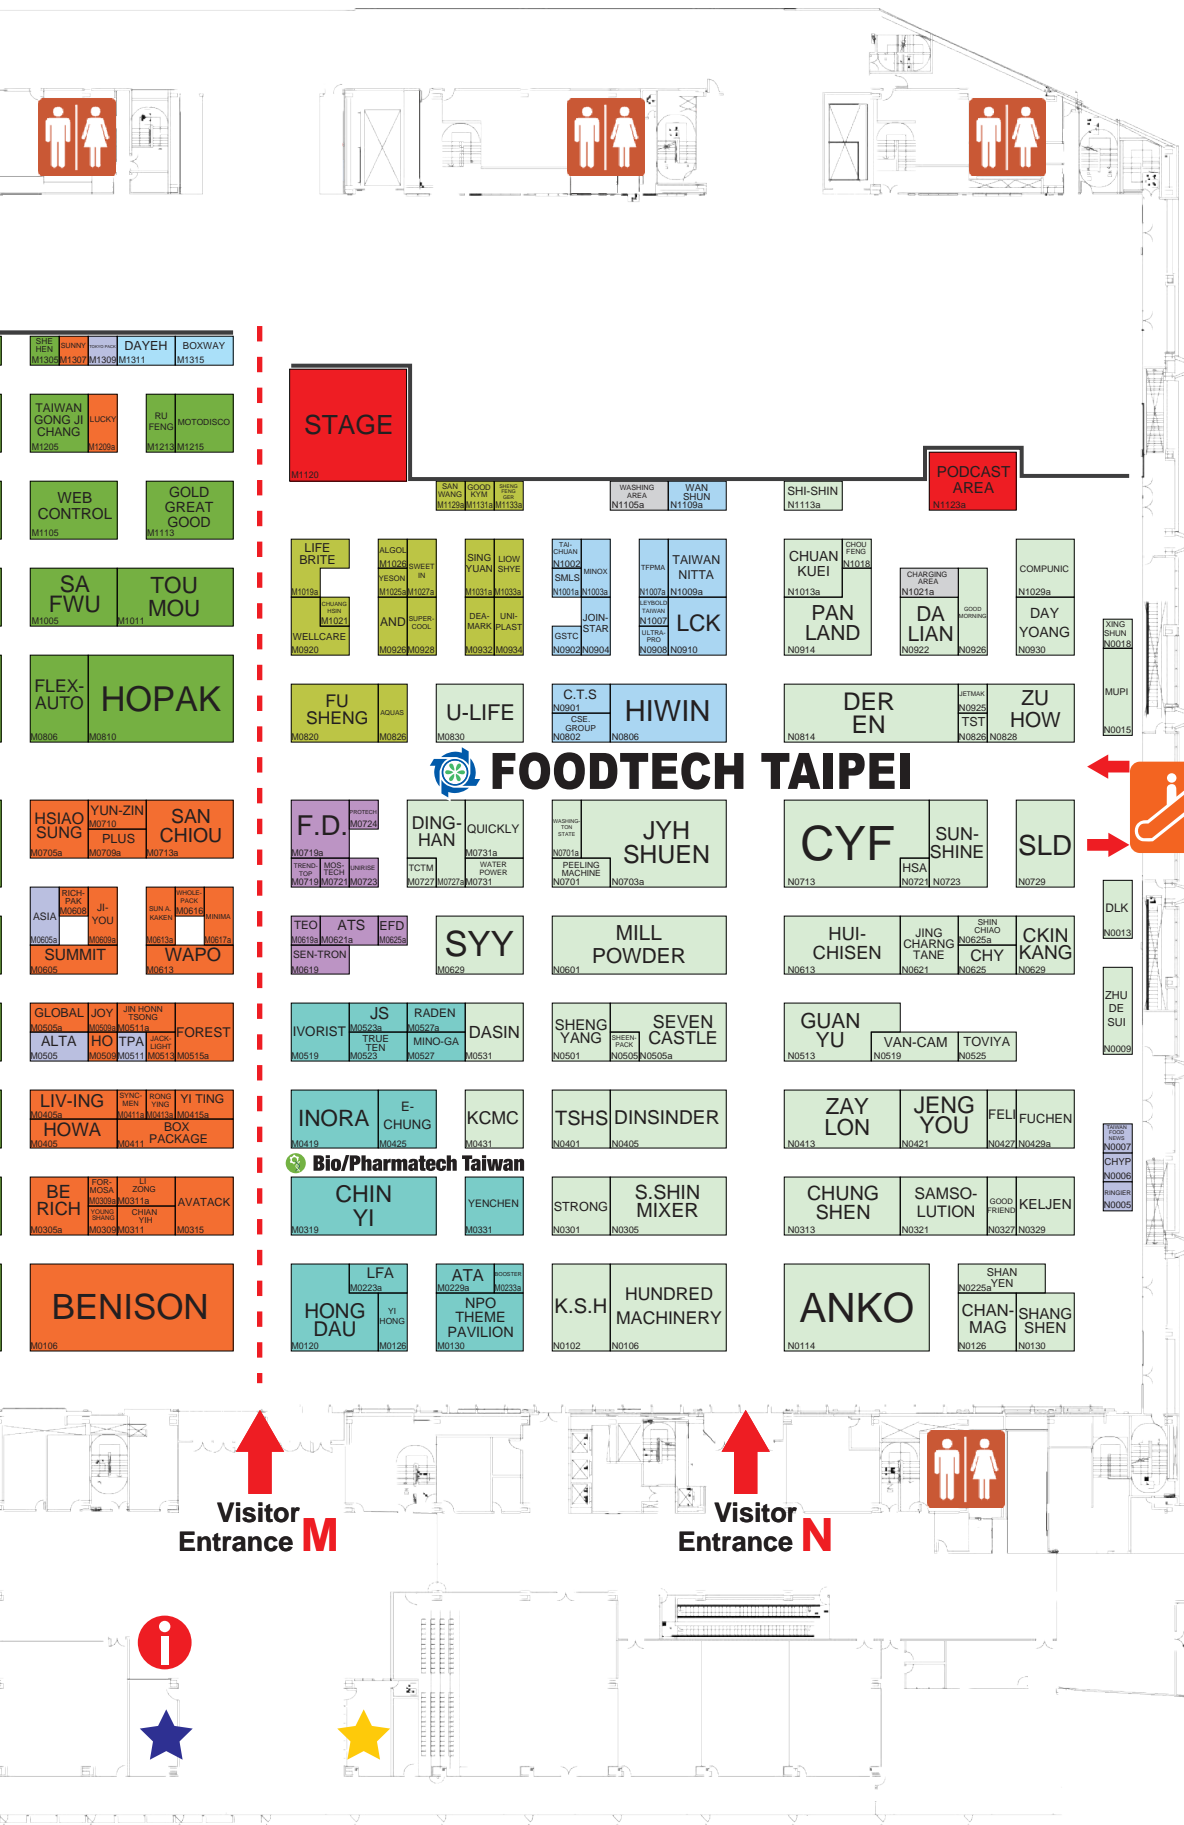 SHE
HEN
M1305
SUNNY
M1307
TOKYO PACK
M1309
DAYEH
M1311
BOXWAY
M1315
TAIWAN
GONG JI
CHANG
M1205
LUCKY
M1209a
RU
FENG
M1213
MOTODISCO
M1215
STAGE
M1120
PODCAST
AREA
N1123a
WEB
CONTROL
M1105
GOLD
GREAT
GOOD
M1113
SAN
WANG
M1129a
GOOD
KYM
M1131a
SHENG
FENG
GER
M1133a
WASHING
AREA
N1105a
WAN
SHUN
N1109a
SHI-SHIN
N1113a
SA
FWU
M1005
TOU
MOU
M1011
LIFE
BRITE
M1019a
CHUANG
HSIN
M1021
WELLCARE
M0920
ALGOL
M1026
YESON
M1025a
SWEET
IN
M1027a
AND
M0926
SUPER-
COOL
M0928
SING
YUAN
M1031a
LIOW
SHYE
M1033a
DEA-
MARK
M0932
UNI-
PLAST
M0934
TAI-
CHUAN
N1002
SMLS
N1001a
MINOX
N1003a
GSTC
N0902
JOIN-
STAR
N0904
TFPMA
N1007a
TAIWAN
NITTA
N1009a
LEYBOLD
TAIWAN
N1007
ULTRA-
PRO
N0908
LCK
N0910
CHUAN
KUEI
N1013a
CHOU
FENG
N1018
PAN
LAND
N0914
CHARGING
AREA
N1021a
DA
LIAN
N0922
GOOD
MORNING
N0926
COMPUNIC
N1029a
DAY
YOANG
N0930
XING
SHUN
N0018
MUPI
N0015
FLEX-
AUTO
M0806
HOPAK
M0810
FU
SHENG
M0820
AQUAS
M0826
U-LIFE
M0830
C.T.S
N0901
CSE.
GROUP
N0802
HIWIN
N0806
DER
EN
N0814
JETMAK
N0925
TST
N0826
ZU
HOW
N0828
FOODTECH TAIPEI
HSIAO
SUNG
M0705a
YUN-ZIN
M0710
PLUS
M0709a
SAN
CHIOU
M0713a
F.D.
M0719a
PROTECH
M0724
TREND-
TOP
M0719
MOS-
TECH
M0721
UNIRISE
M0723
DING-
HAN
TCTM
M0727
M0727a
QUICKLY
M0731a
WATER
POWER
M0731
WASHING-
TON
STATE
N0701a
PEELING
MACHINE
N0701
JYH
SHUEN
N0703a
CYF
N0713
HSA
N0721
SUN-
SHINE
N0723
SLD
N0729
ASIA
M0605a
RICH-
PAK
M0608
JI-
YOU
M0609a
SUMMIT
M0605
SUN A.
KAKEN
M0613a
WHOLE-
PACK
M0616
MINIMA
M0617a
WAPO
M0613
TEO
M0619a
ATS
M0621a
EFD
M0625a
SEN-TRON
M0619
SYY
M0629
MILL
POWDER
N0601
HUI-
CHISEN
N0613
JING
CHARNG
TANE
N0621
SHIN
CHIAO
N0625a
CHY
N0625
CKIN
KANG
N0629
DLK
N0013
GLOBAL
M0505a
JOY
M0509a
JIN HONN
TSONG
M0511a
ALTA
M0505
HO
M0509
TPA
M0511
JACK-
LIGHT
M0513
FOREST
M0515a
IVORIST
M0519
JS
M0523a
TRUE
TEN
M0523
RADEN
M0527a
MINO-GA
M0527
DASIN
M0531
SHENG
YANG
N0501
SHEEN-
PACK
N0505
SEVEN
CASTLE
N0505a
GUAN
YU
N0513
VAN-CAM
N0519
TOVIYA
N0525
ZHU
DE
SUI
N0009
LIV-ING
M0405a
SYNC-
MEN
M0411a
RONG
YING
M0413a
YI TING
M0415a
HOWA
M0405
BOX
PACKAGE
M0411
INORA
M0419
E-
CHUNG
M0425
KCMC
M0431
TSHS
N0401
DINSINDER
N0405
ZAY
LON
N0413
JENG
YOU
N0421
FELI
N0427
FUCHEN
N0429a
TAIWAN
FOOD
NEWS
N0007
CHYP
N0006
RINGIER
N0005
Bio/Pharmatech Taiwan
BE
RICH
M0305a
FOR-
MOSA
M0309a
LI
ZONG
M0311a
YOUNG
SHANG
M0309
CHIAN
YIH
M0311
AVATACK
M0315
CHIN
YI
M0319
YENCHEN
M0331
STRONG
N0301
S.SHIN
MIXER
N0305
CHUNG
SHEN
N0313
SAMSO-
LUTION
N0321
GOOD
FRIEND
N0327
KELJEN
N0329
BENISON
M0106
LFA
M0223a
HONG
DAU
M0120
YI
HONG
M0126
ATA
M0229a
BOOSTER
M0233a
NPO
THEME
PAVILION
M0130
K.S.H
N0102
HUNDRED
MACHINERY
N0106
ANKO
N0114
SHAN
YEN
N0225a
CHAN-
MAG
N0126
SHANG
SHEN
N0130
Visitor
Entrance M
Visitor
Entrance N
i